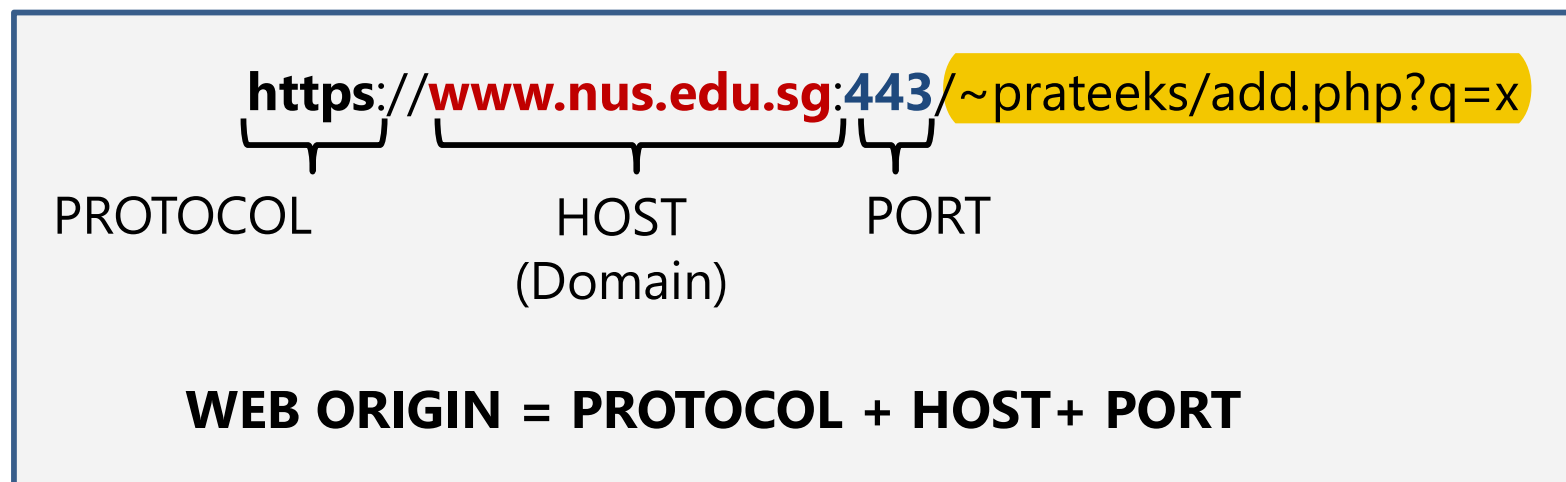 https://www.nus.edu.sg:443/~prateeks/add.php?q=x
PROTOCOL HOST PORT
(Domain)
WEB ORIGIN = PROTOCOL + HOST+ PORT